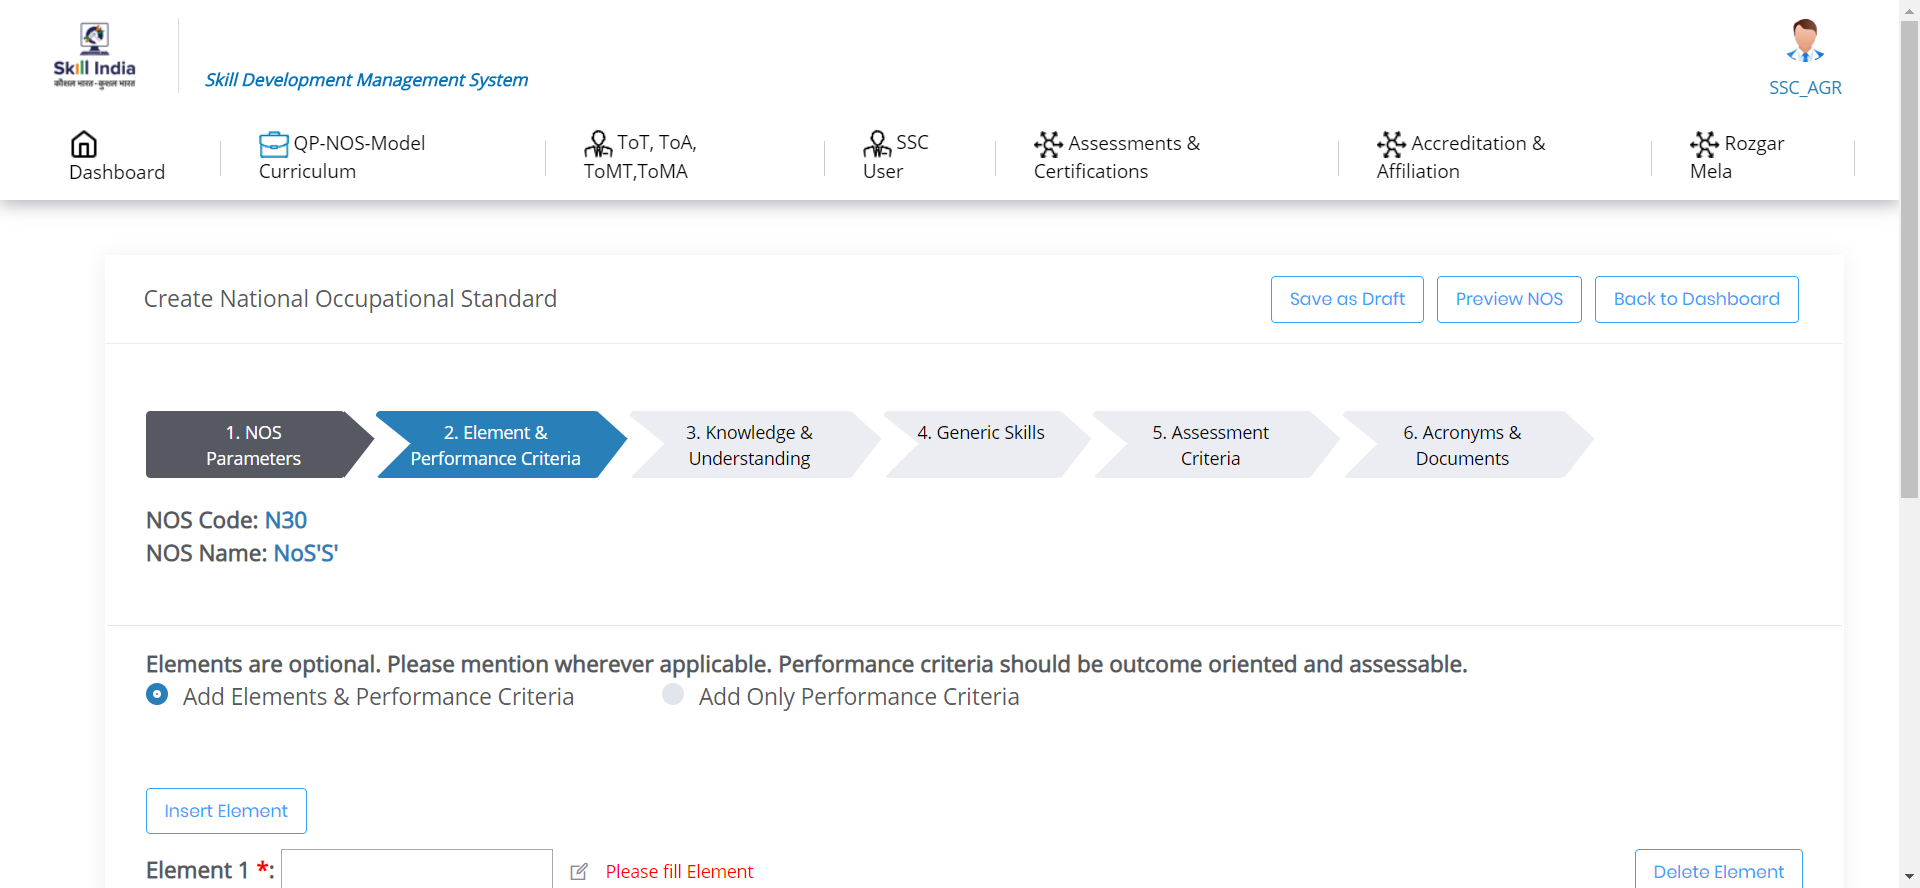 Skill India
कौशल भारत-कुशल भारत
Skill Development Management System
SSC_AGR
Dashboard
QP-NOS-Model
Curriculum
ToT, ToA,
ToMT,ToMA
SSC
User
Assessments &
Certifications
Accreditation &
Affiliation
Rozgar
Mela
Create National Occupational Standard
Save as Draft
Preview NOS
Back to Dashboard
1. NOS
Parameters
2. Element &
Performance Criteria
3. Knowledge &
Understanding
4. Generic Skills
5. Assessment
Criteria
6. Acronyms &
Documents
NOS Code: N30
NOS Name: NoS'S'
Elements are optional. Please mention wherever applicable. Performance criteria should be outcome oriented and assessable.
Add Elements & Performance Criteria
Add Only Performance Criteria
Insert Element
Element 1 *:
Please fill Element
Delete Element